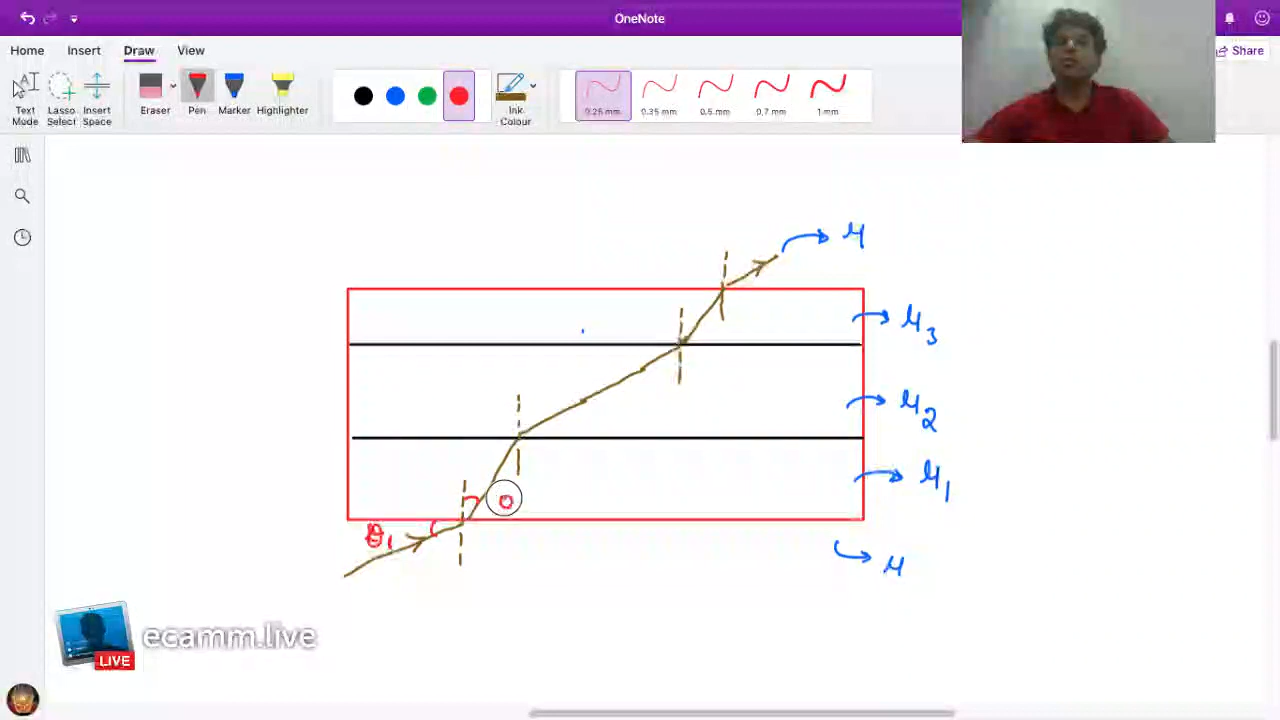 OneNote
Home Insert Draw View
Share
Text Mode
Lasso Select
Insert Space
Eraser
Pen
Marker
Highlighter
Ink Colour
0.25 mm
0.35 mm
0.5 mm
0.7 mm
1 mm
μ
μ3
μ2
μ1
θ1
μ
ecamm.live
LIVE